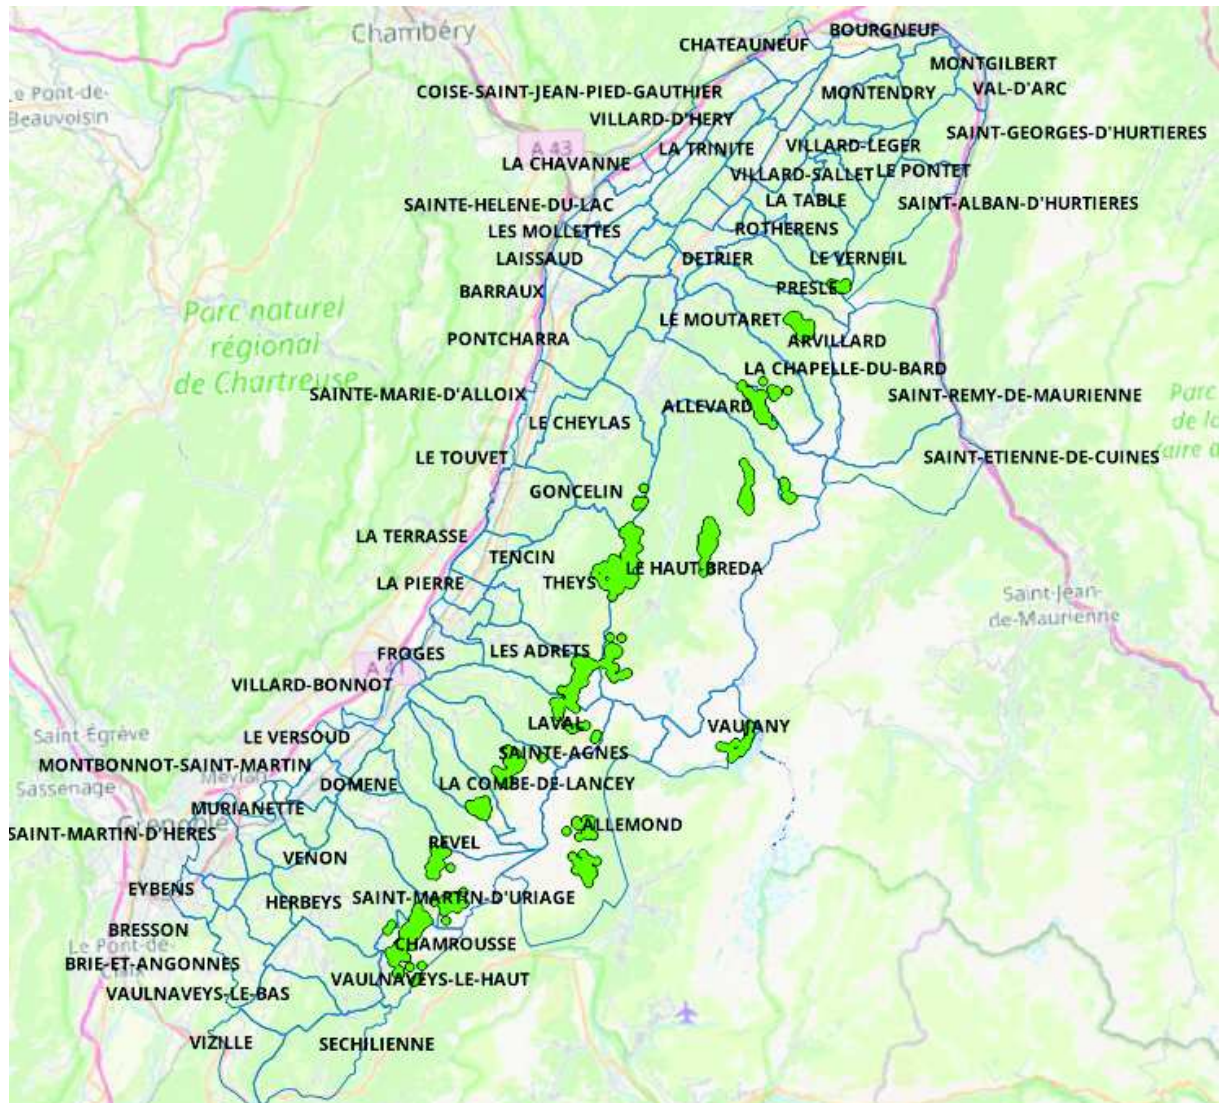 BOURGNEUF
Chambéry
CHATEAUNEUF
MONTGILBERT
COISE-SAINT-JEAN-PIED-GAUTHIER
MONTENDRY
VAL-D'ARC
Le Pont-de-
Beauvoisin
VILLARD-D'HERY
SAINT-GEORGES-D'HURTIERES
A 43
LA TRINITE
VILLARD-LEGER
LA CHAVANNE
VILLARD-SALLET
LE PONTET
SAINTE-HELENE-DU-LAC
LA TABLE
SAINT-ALBAN-D'HURTIERES
LES MOLLETTES
ROTHERENS
LAISSAUD
DETRIER
LE VERNEIL
BARRAUX
PRESLE
Parc naturel
régional
de Chartreuse
LE MOUTARET
PONTCHARRA
ARVILLARD
LA CHAPELLE-DU-BARD
SAINTE-MARIE-D'ALLOIX
ALLEVARD
SAINT-REMY-DE-MAURIENNE
Parc
LE CHEYLAS
LE TOUVET
SAINT-ETIENNE-DE-CUINES
GONCELIN
LA TERRASSE
TENCIN
LE HAUT-BREDA
LA PIERRE
THEYS
Saint-Jean-
de-Maurienne
LES ADRETS
FROGES
A 41
VILLARD-BONNOT
LAVAL
VAUJANY
Saint-Égrève
LE VERSOUD
SAINTE-AGNES
MONTBONNOT-SAINT-MARTIN
Meylan
Sassenage
DOMENE
LA COMBE-DE-LANCEY
MURIANETTE
Grenoble
SAINT-MARTIN-D'HERES
ALLEMOND
REVEL
VENON
EYBENS
HERBEYS
SAINT-MARTIN-D'URIAGE
BRESSON
Le Pont-de-
CHAMROUSSE
BRIE-ET-ANGONNES
VAULNAVEYS-LE-HAUT
VAULNAVEYS-LE-BAS
VIZILLE
SECHILIENNE